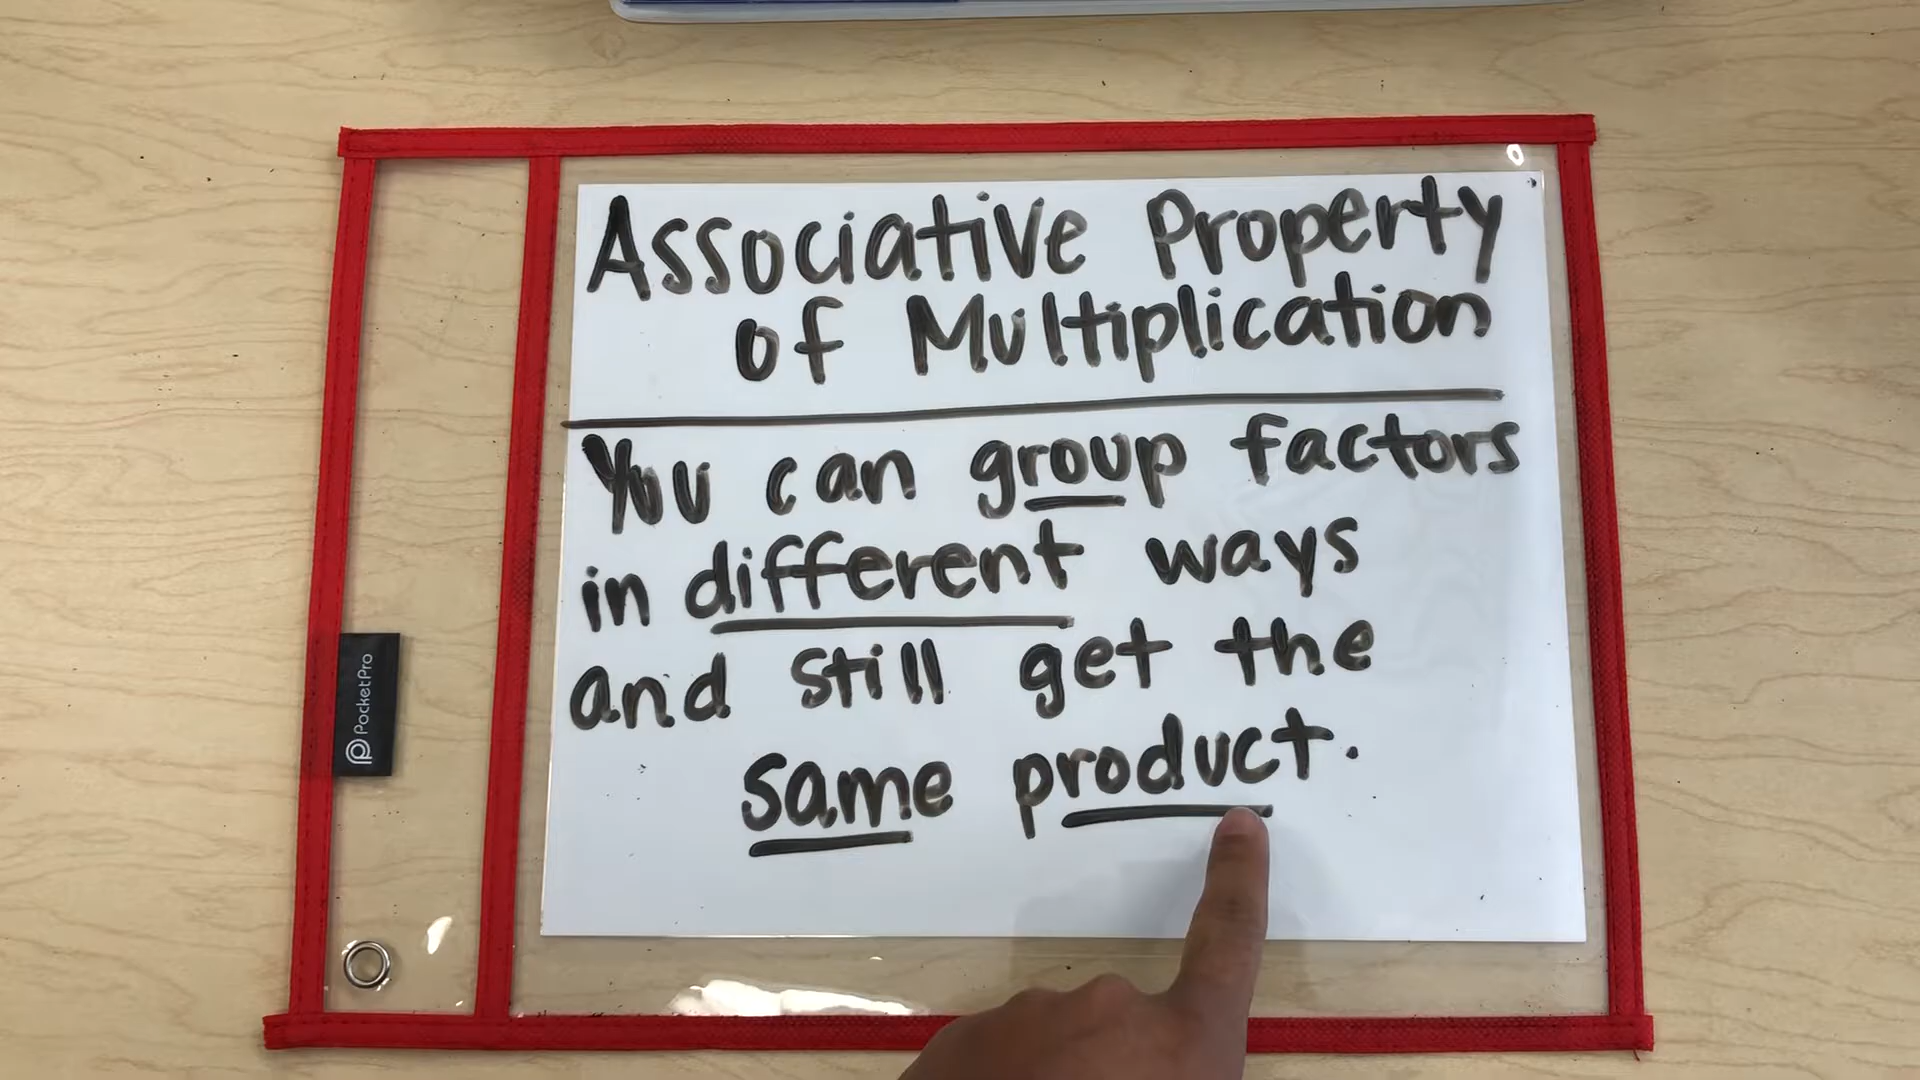 Associative Property
of Multiplication
You can group factors
in different ways
and still get the
same product.
PocketPro